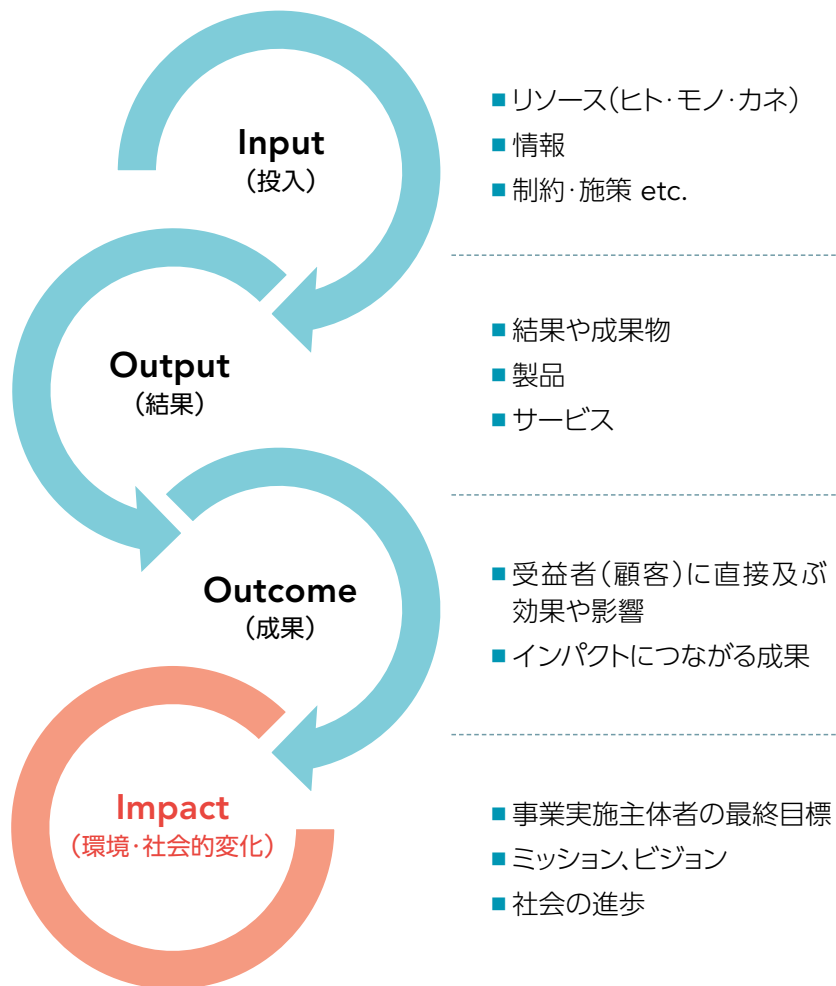 Input
（投入）
■ リソース（ヒト・モノ・カネ）
■ 情報
■ 制約・施策 etc.
Output
（結果）
■ 結果や成果物
■ 製品
■ サービス
Outcome
（成果）
■ 受益者（顧客）に直接及ぶ
効果や影響
■ インパクトにつながる成果
Impact
（環境・社会的変化）
■ 事業実施主体者の最終目標
■ ミッション、ビジョン
■ 社会の進歩